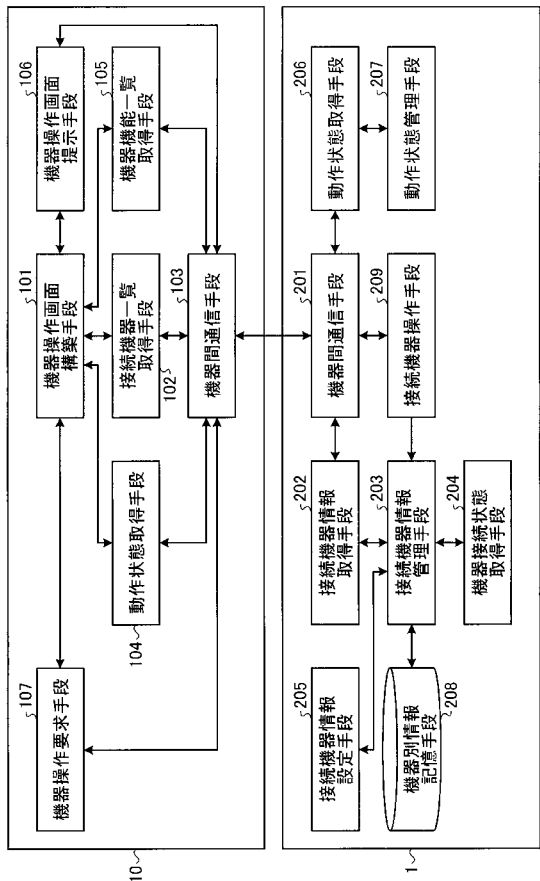 10
107
機器操作要求手段
104
動作状態取得手段
101
機器操作画面
構築手段
102
接続機器一覧
取得手段
103
機器間通信手段
106
機器操作画面
提示手段
105
機器機能一覧
取得手段
1
205
接続機器情報
設定手段
208
機器別情報
記憶手段
202
接続機器情報
取得手段
203
接続機器情報
管理手段
204
機器接続状態
取得手段
201
機器間通信手段
209
接続機器操作手段
206
動作状態取得手段
207
動作状態管理手段